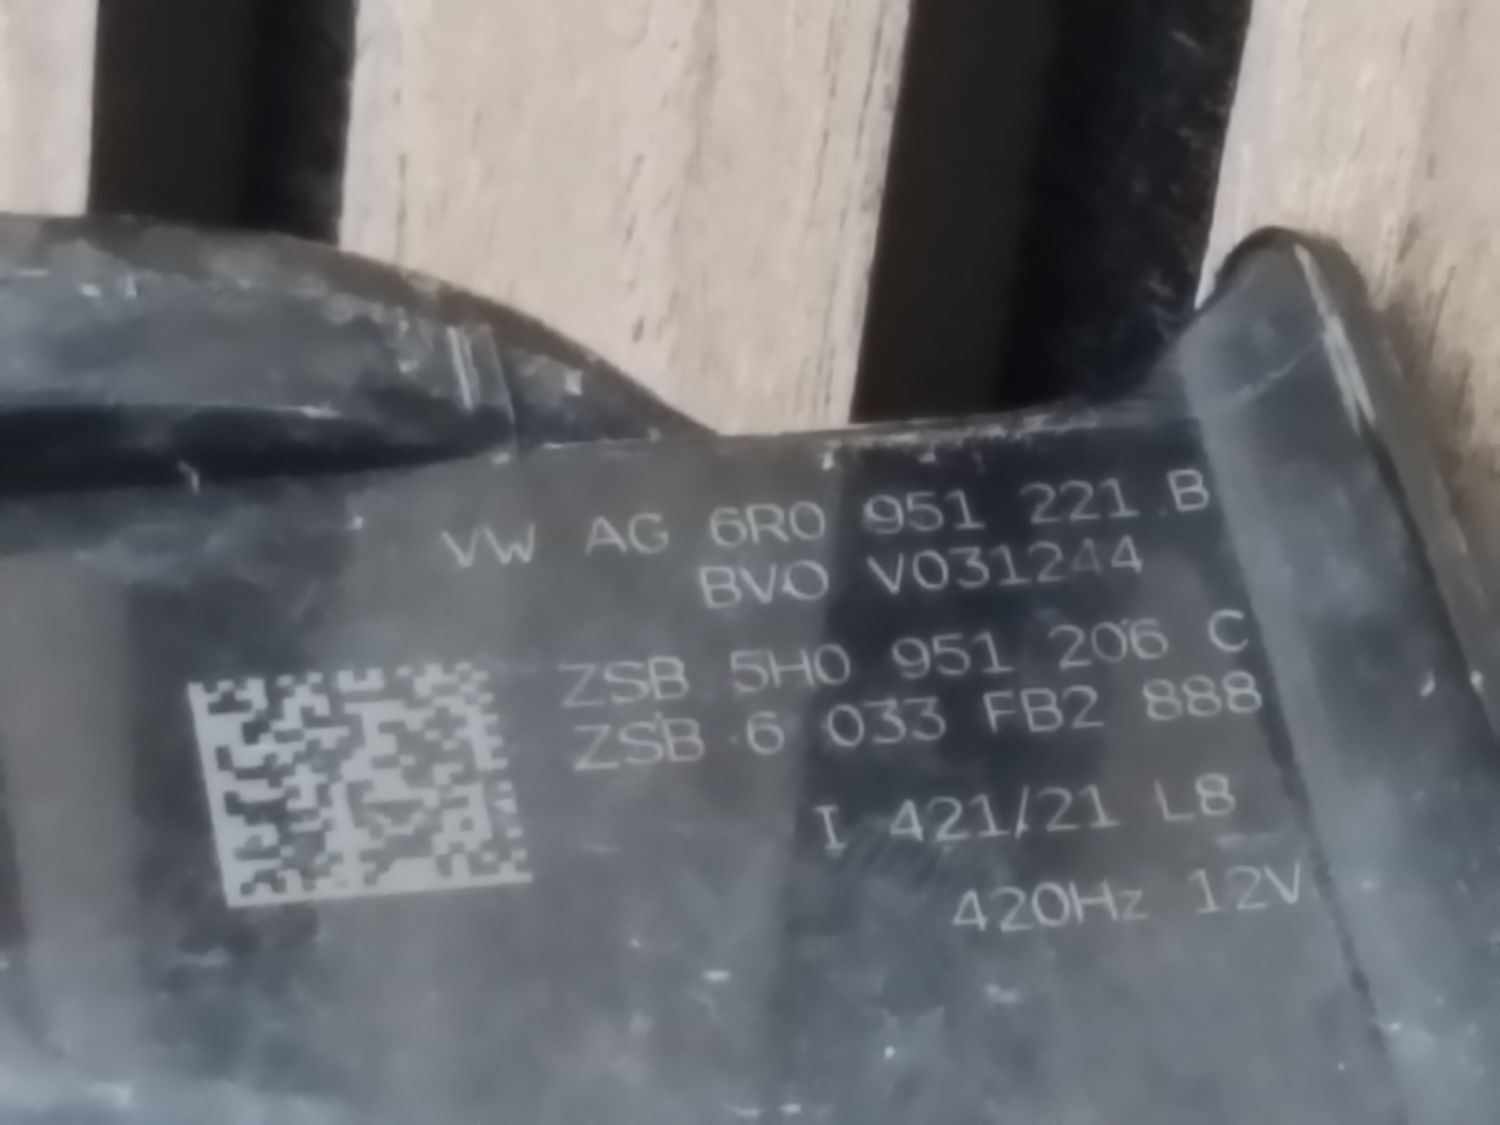 VW AG 6R0 951 221 B
BVO V031244
ZSB 5H0 951 206 C
ZSB 6 033 FB2 888
I 421/21 L8
420Hz 12V